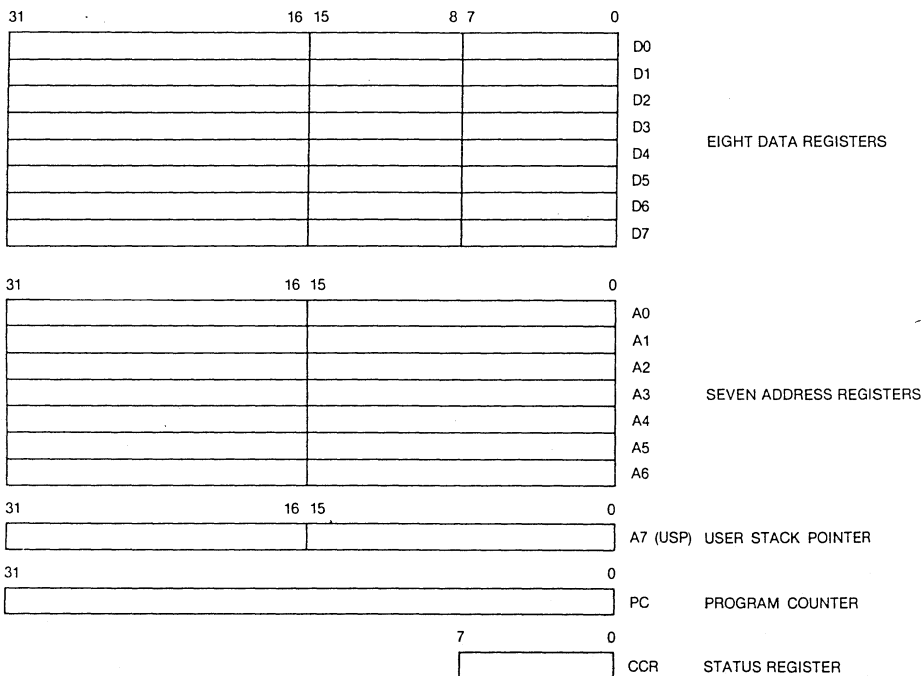 31 16 15 8 7 0
D0
D1
D2
D3 EIGHT DATA REGISTERS
D4
D5
D6
D7
31 16 15 0
A0
A1
A2
A3 SEVEN ADDRESS REGISTERS
A4
A5
A6
31 16 15 0
A7 (USP) USER STACK POINTER
31 0
PC PROGRAM COUNTER
7 0
CCR STATUS REGISTER